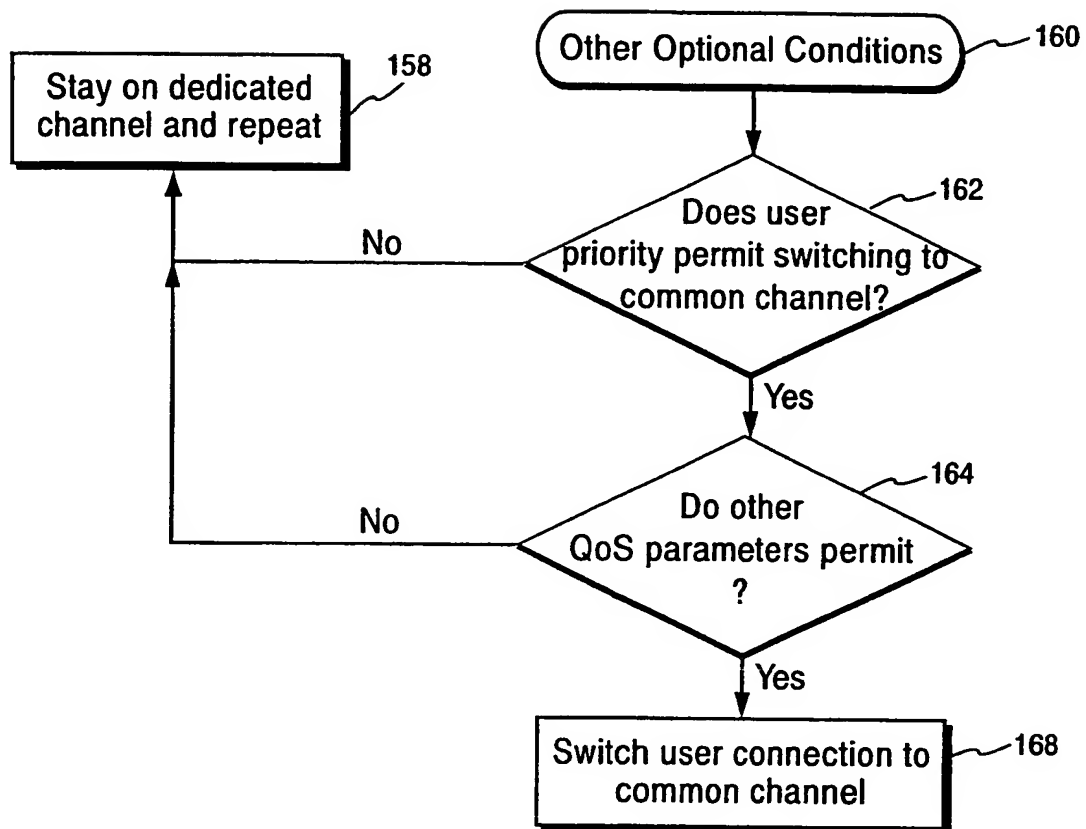 Other Optional Conditions
160
Stay on dedicated
channel and repeat
158
Does user
priority permit switching to
common channel?
162
No
Yes
Do other
QoS parameters permit
?
164
No
Yes
Switch user connection to
common channel
168